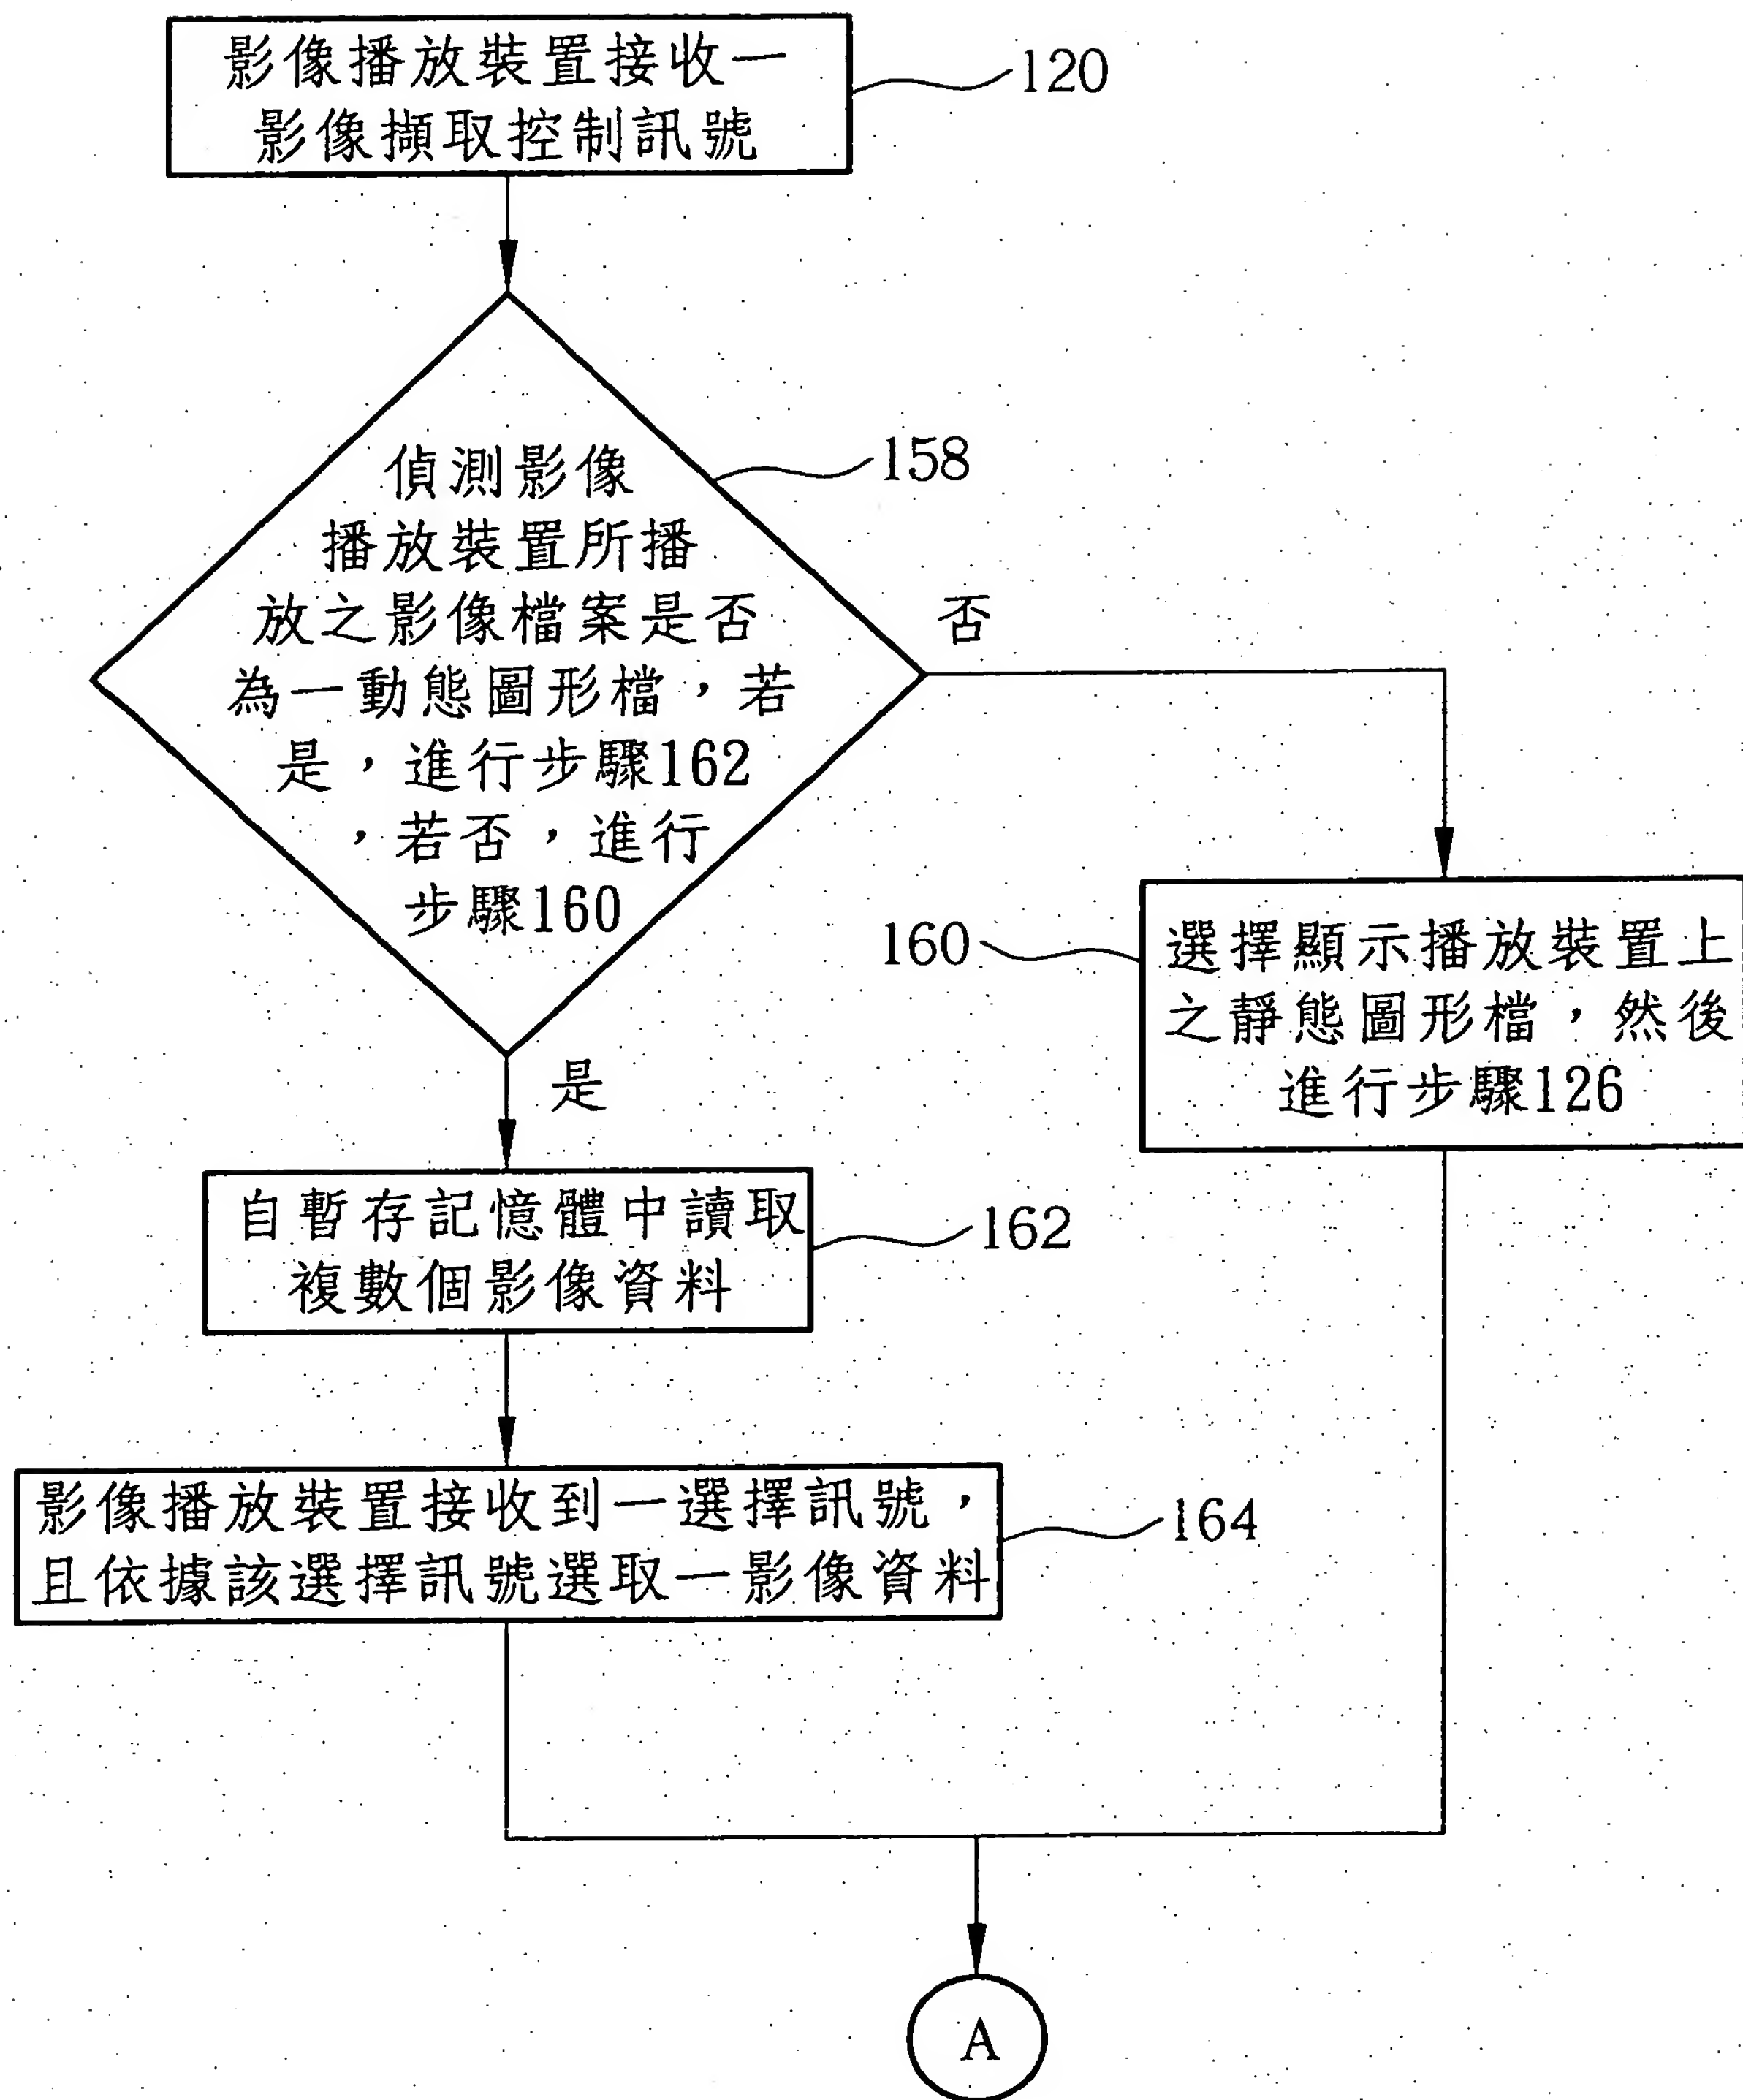 影像播放裝置接收一
影像擷取控制訊號
120
偵測影像
播放裝置所播
放之影像檔案是否
為一動態圖形檔，若
是，進行步驟162
，若否，進行
步驟160
158
否
160
選擇顯示播放裝置上
之靜態圖形檔，然後
進行步驟126
是
自暫存記憶體中讀取
複數個影像資料
162
影像播放裝置接收到一選擇訊號，
且依據該選擇訊號選取一影像資料
164
A